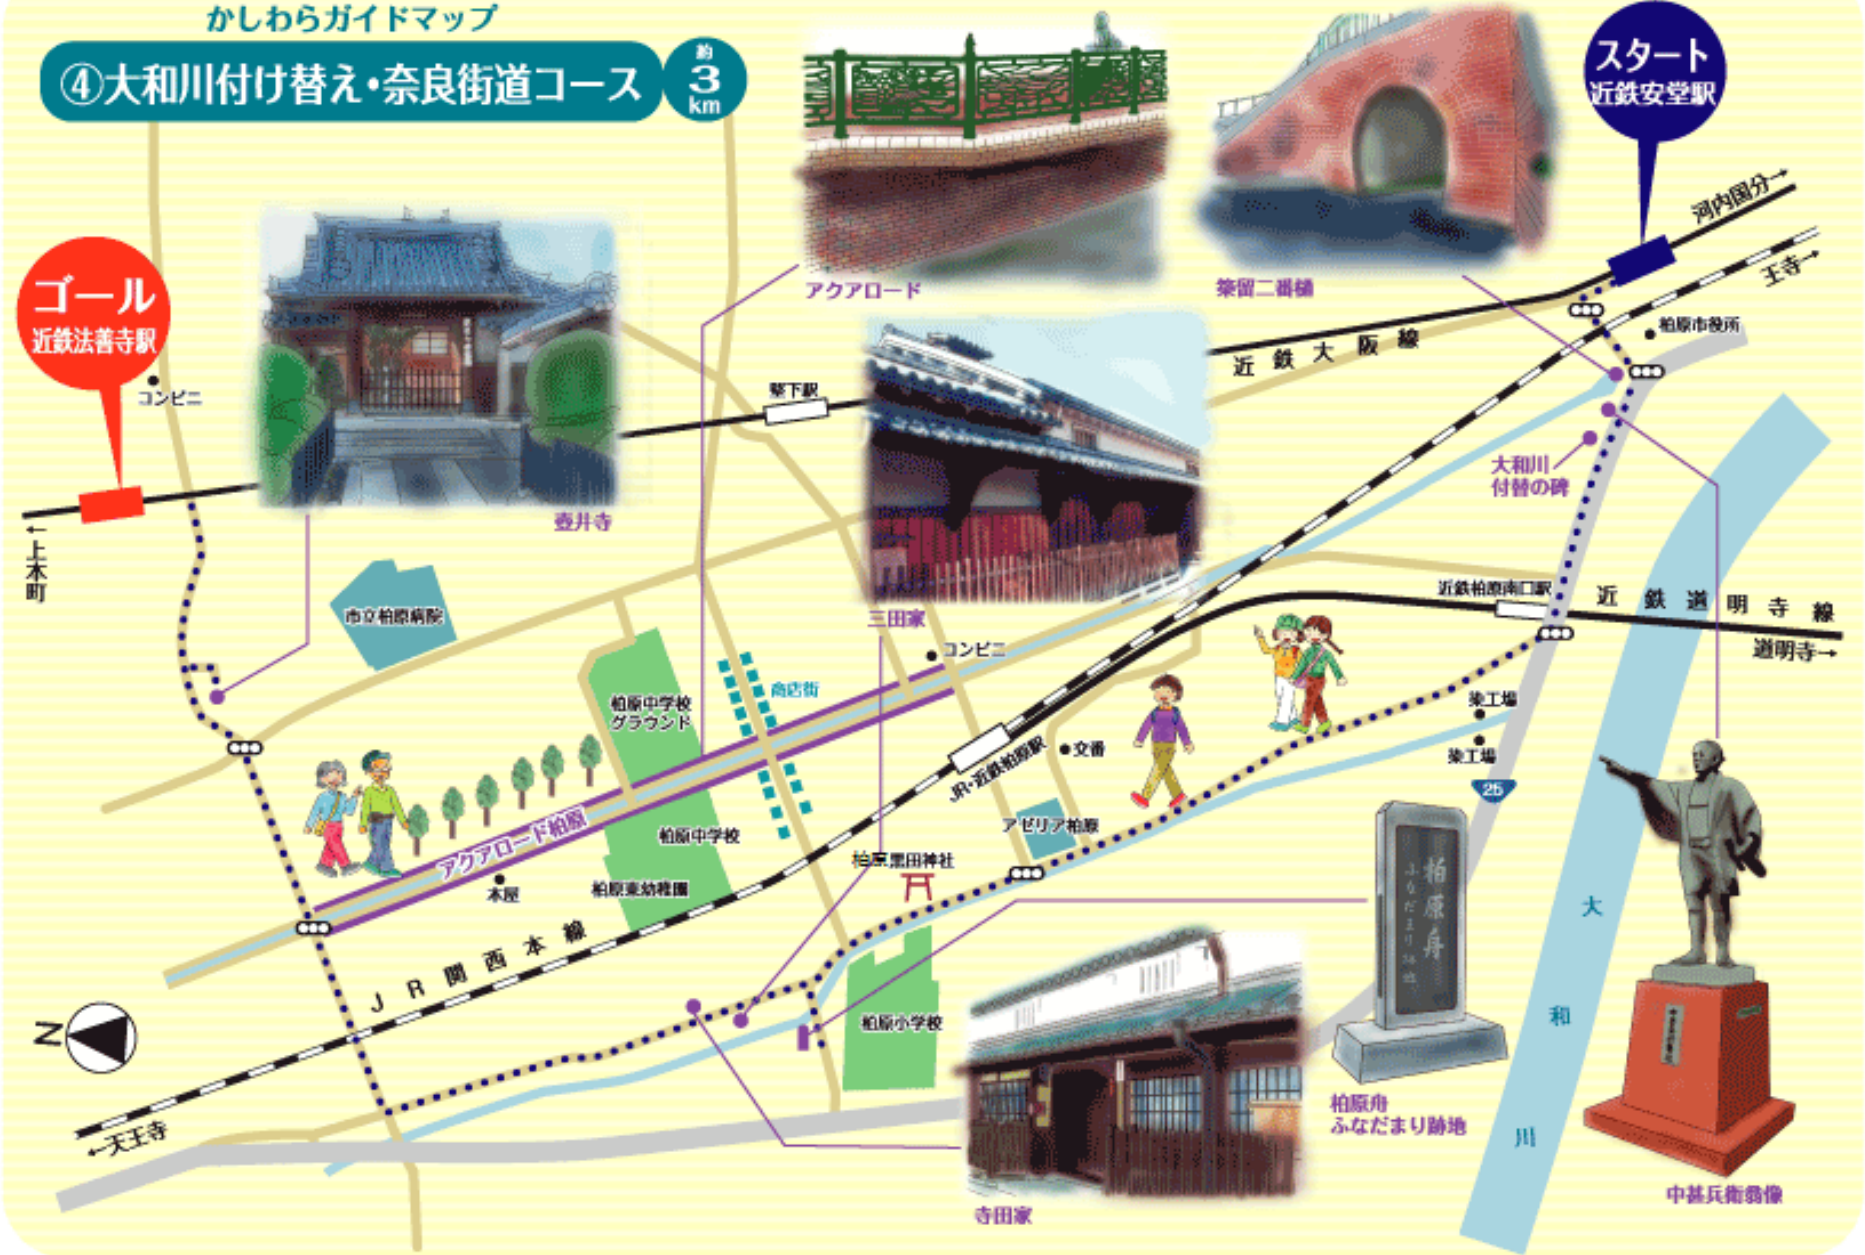 かしわらガイドマップ
④大和川付け替え・奈良街道コース
約
3
km
スタート
近鉄安堂駅
河内国分→
王寺→
アクアロード
築留二番樋
柏原市役所
近鉄大阪線
ゴール
近鉄法善寺駅
コンビニ
堅下駅
大和川
付替の碑
壺井寺
←上本町
市立柏原病院
三田家
近鉄柏原南口駅
近鉄道明寺線
道明寺→
コンビニ
商店街
柏原中学校
グラウンド
染工場
染工場
JR・近鉄柏原駅
交番
25
アゼリア柏原
アクアロード柏原
柏原中学校
本屋
柏原東幼稚園
柏原黒田神社
柏原舟
ふなだまり跡地
大和川
JR関西本線
N
柏原小学校
←天王寺
柏原舟
ふなだまり跡地
中甚兵衛翁像
寺田家